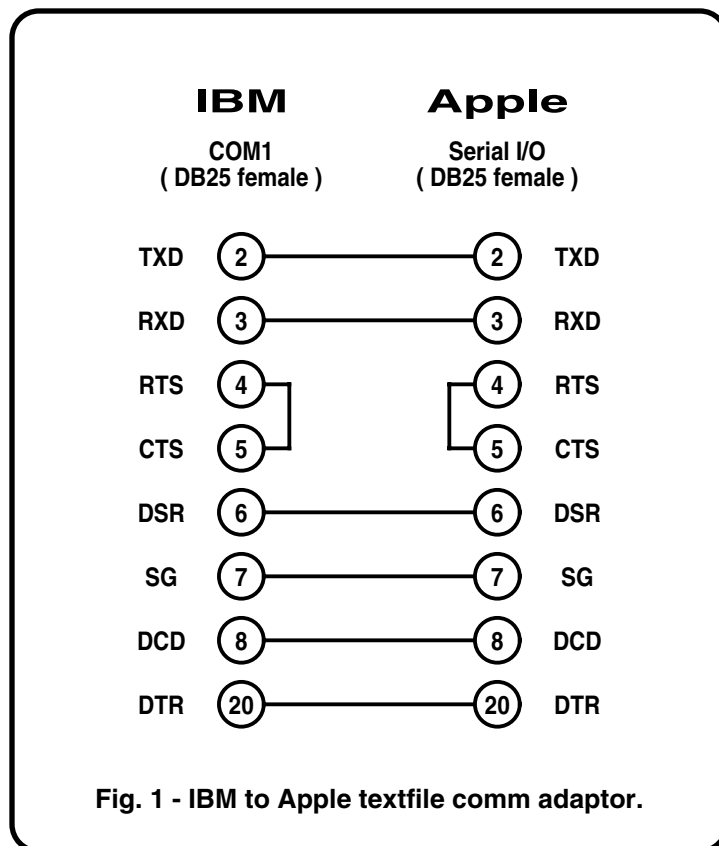 IBM Apple
COM1 Serial I/O
( DB25 female ) ( DB25 female )
TXD 2 2 TXD
RXD 3 3 RXD
RTS 4 4 RTS
CTS 5 5 CTS
DSR 6 6 DSR
SG 7 7 SG
DCD 8 8 DCD
DTR 20 20 DTR
Fig. 1 - IBM to Apple textfile comm adaptor.